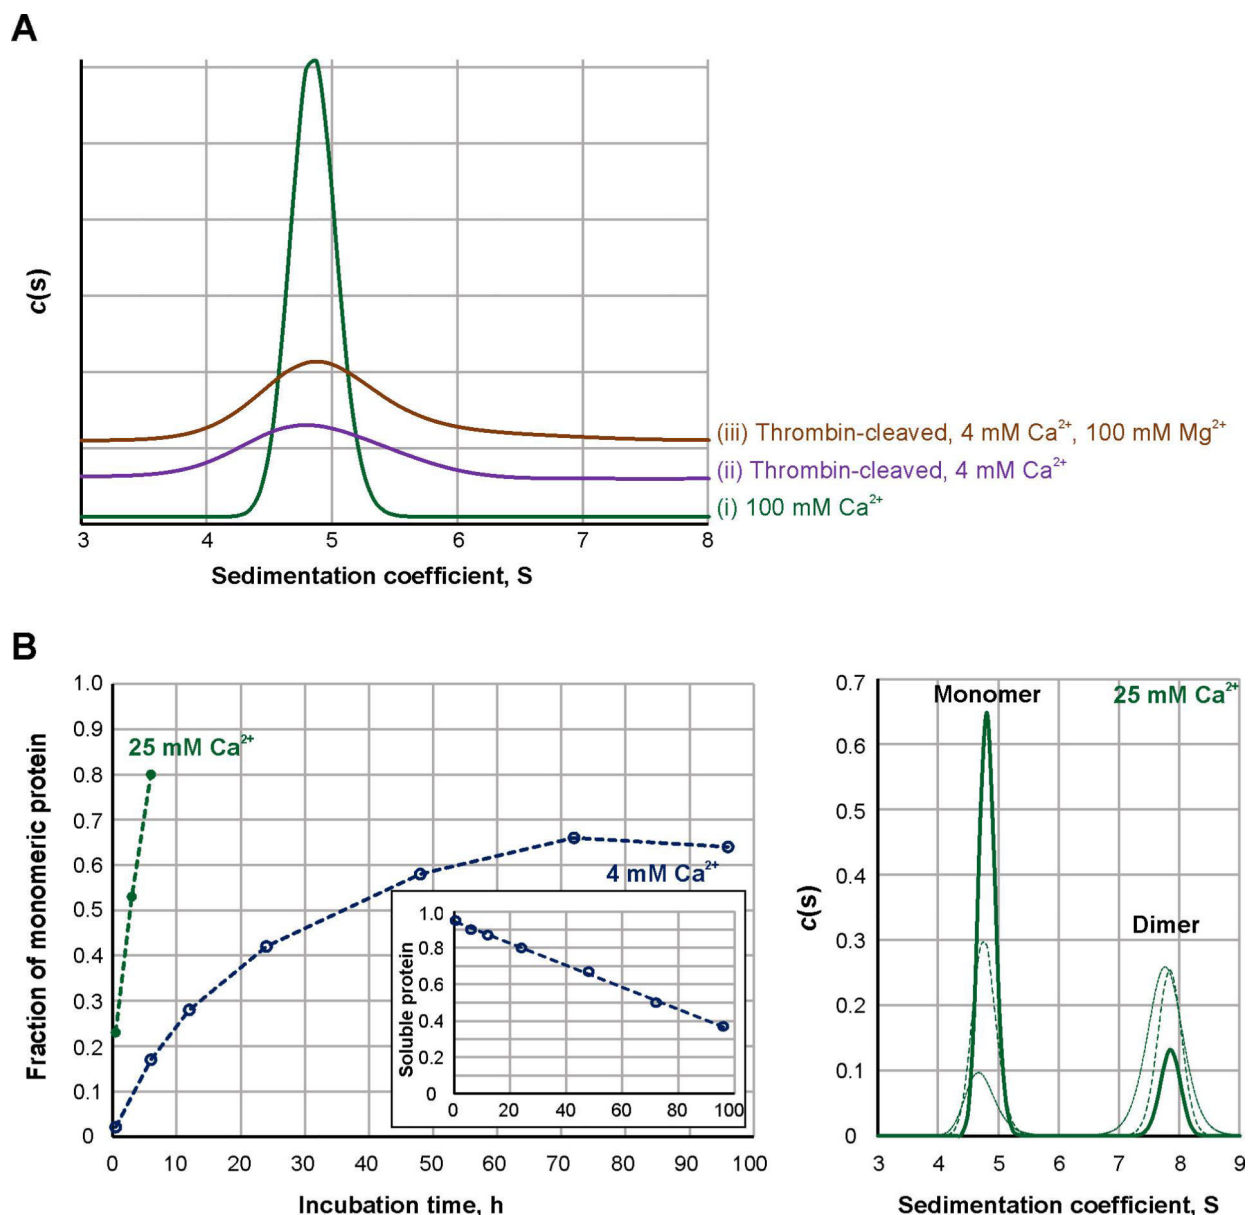 A
c(s)
(iii) Thrombin-cleaved, 4 mM Ca²⁺, 100 mM Mg²⁺
(ii) Thrombin-cleaved, 4 mM Ca²⁺
(i) 100 mM Ca²⁺
3 4 5 6 7 8
Sedimentation coefficient, S
B
Fraction of monomeric protein
1.0
0.9
0.8
0.7
0.6
0.5
0.4
0.3
0.2
0.1
0
25 mM Ca²⁺
4 mM Ca²⁺
Soluble protein
1.0
0.8
0.6
0.4
0.2
0
0 20 40 60 80 100
0 10 20 30 40 50 60 70 80 90 100
Incubation time, h
c(s)
0.7
0.6
0.5
0.4
0.3
0.2
0.1
0
Monomer
25 mM Ca²⁺
Dimer
3 4 5 6 7 8 9
Sedimentation coefficient, S